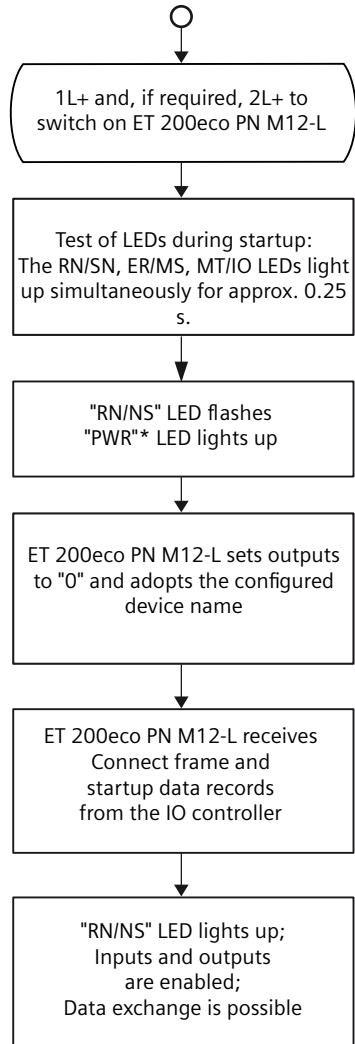 1L+ and, if required, 2L+ to
switch on ET 200eco PN M12-L
Test of LEDs during startup:
The RN/SN, ER/MS, MT/IO LEDs light
up simultaneously for approx. 0.25
s.
"RN/NS" LED flashes
"PWR"* LED lights up
ET 200eco PN M12-L sets outputs
to "0" and adopts the configured
device name
ET 200eco PN M12-L receives
Connect frame and
startup data records
from the IO controller
"RN/NS" LED lights up;
Inputs and outputs
are enabled;
Data exchange is possible